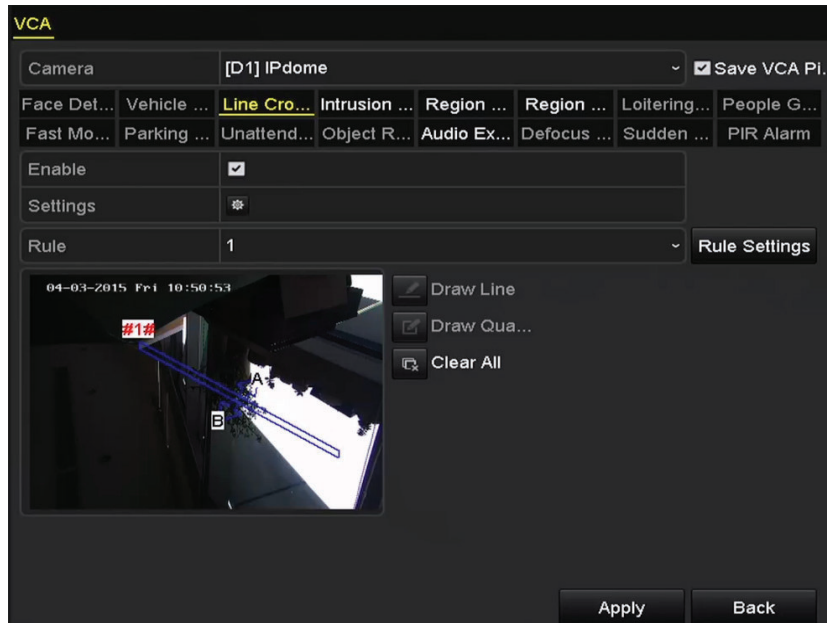 VCA
Camera [D1] IPdome Save VCA Pi.
Face Det... Vehicle ... Line Cro... Intrusion ... Region ... Region ... Loitering... People G...
Fast Mo... Parking ... Unattend... Object R... Audio Ex... Defocus ... Sudden ... PIR Alarm
Enable
Settings
Rule 1 Rule Settings
04-03-2015 Fri 10:50:53
Draw Line
#1#
Draw Qua...
Clear All
A
B
Apply Back